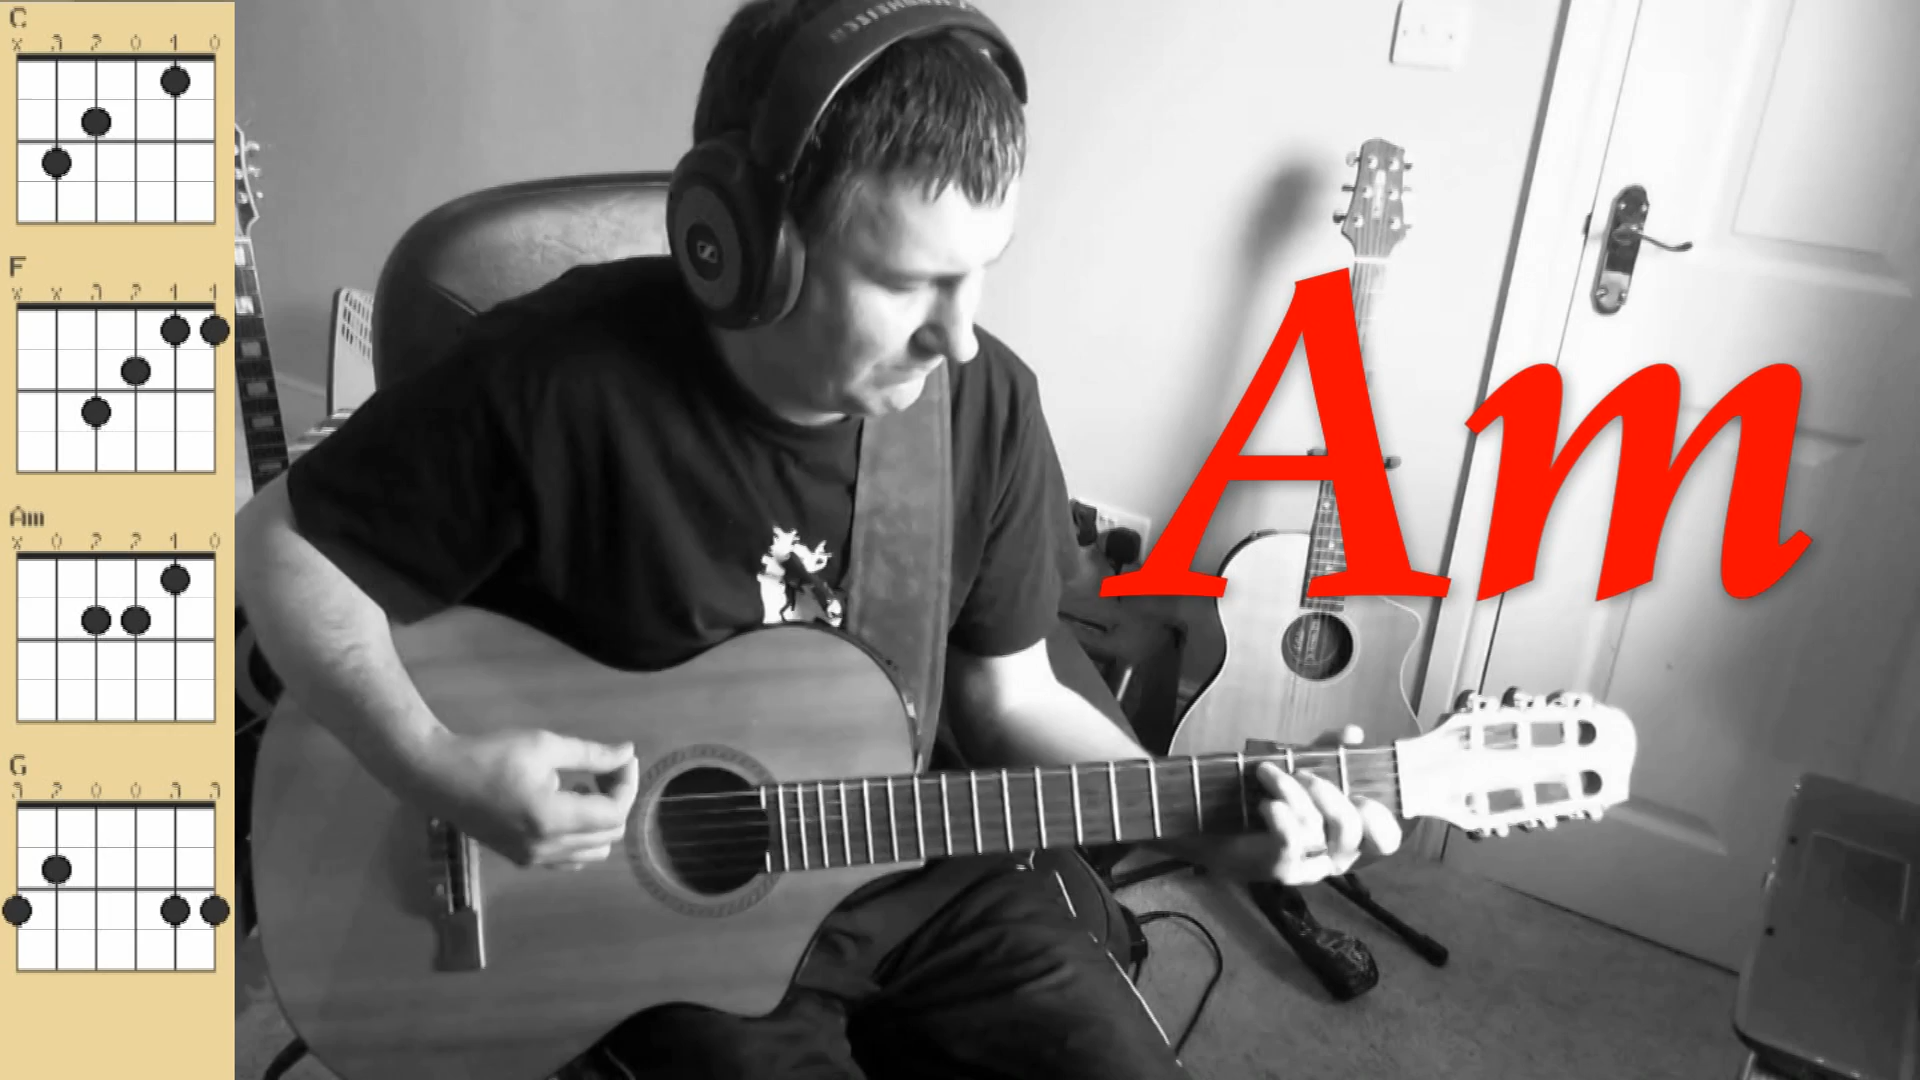 C
x 3 2 0 1 0
F
x x 3 2 1 1
Am
x 0 2 2 1 0
G
3 2 0 0 3 3
Am
SENNHEISER